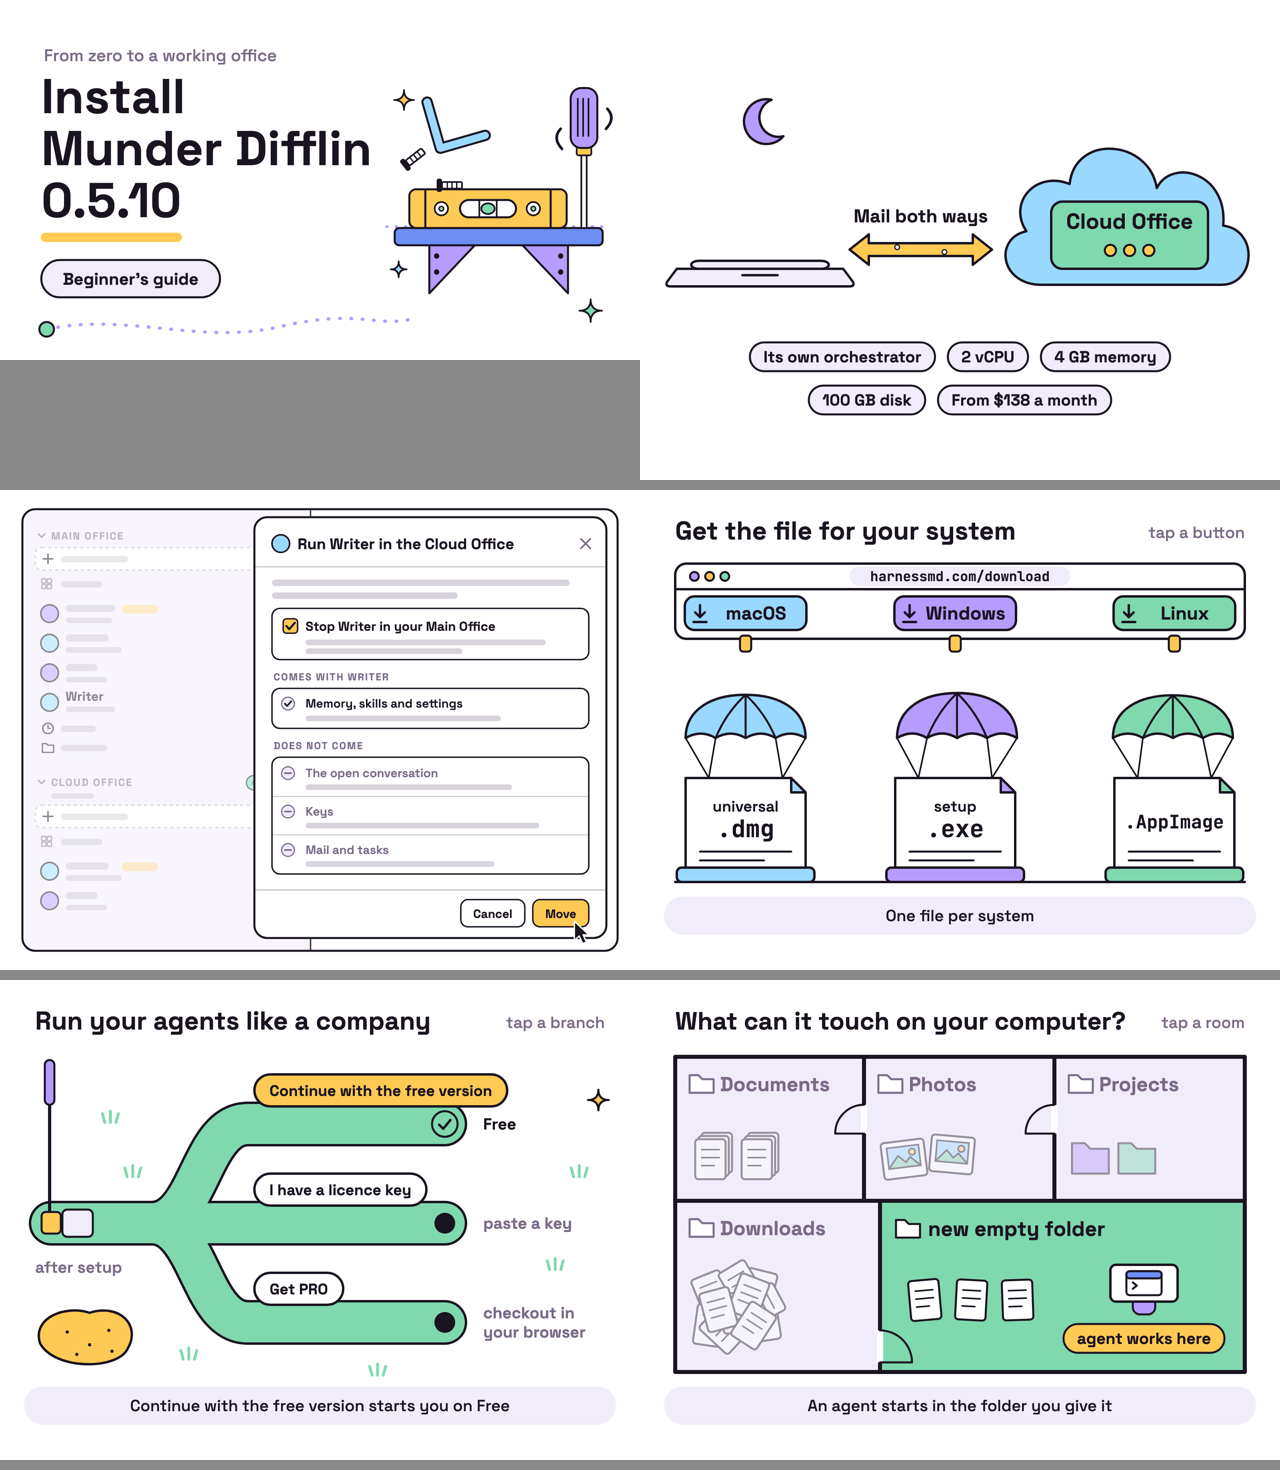 From zero to a working office
Install
Munder Difflin
0.5.10
Beginner's guide
Mail both ways
Cloud Office
Its own orchestrator
2 vCPU
4 GB memory
100 GB disk
From $138 a month
MAIN OFFICE
Writer
CLOUD OFFICE
Run Writer in the Cloud Office
Stop Writer in your Main Office
COMES WITH WRITER
Memory, skills and settings
DOES NOT COME
The open conversation
Keys
Mail and tasks
Cancel
Move
Get the file for your system
tap a button
harnessmd.com/download
macOS
Windows
Linux
universal
.dmg
setup
.exe
.AppImage
One file per system
Run your agents like a company
tap a branch
Continue with the free version
Free
I have a licence key
paste a key
after setup
Get PRO
checkout in
your browser
Continue with the free version starts you on Free
What can it touch on your computer?
tap a room
Documents
Photos
Projects
Downloads
new empty folder
agent works here
An agent starts in the folder you give it